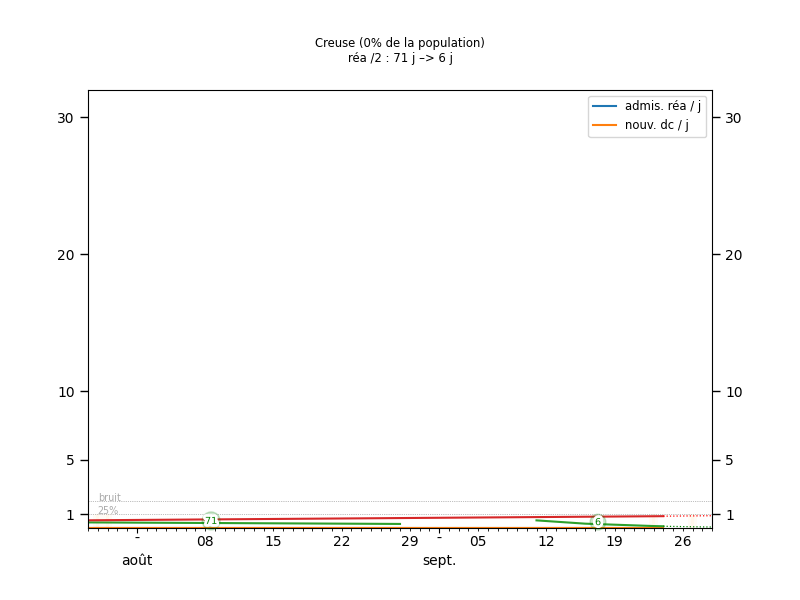 Creuse (0% de la population)
réa /2 : 71 j –> 6 j
admis. réa / j
nouv. dc / j
30 30
20 20
10 10
5 5
bruit
25%
1 1
71 6
- 08 15 22 29 - 05 12 19 26
août sept.